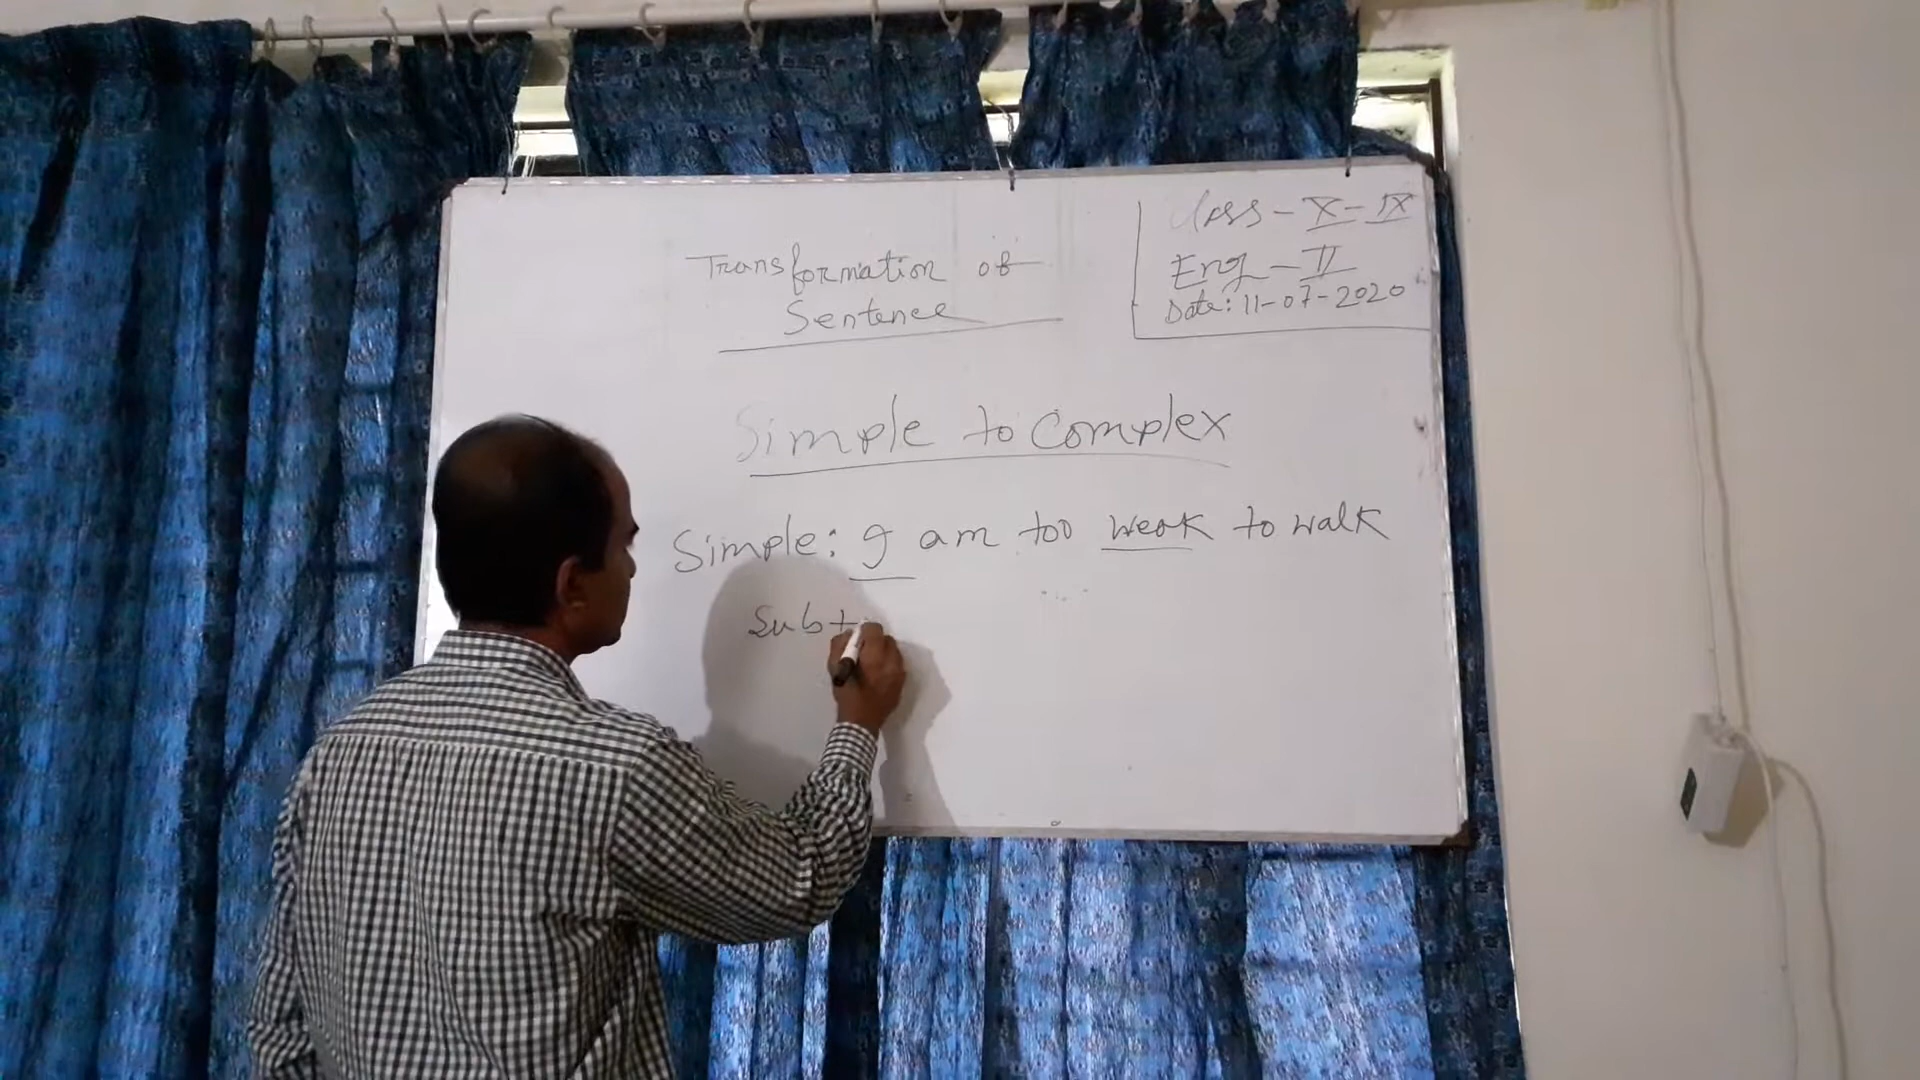 Transformation of
Sentence
Class - X - IX
Eng - II
Date: 11-07-2020
Simple to Complex
Simple: I am too weak to walk
Sub +